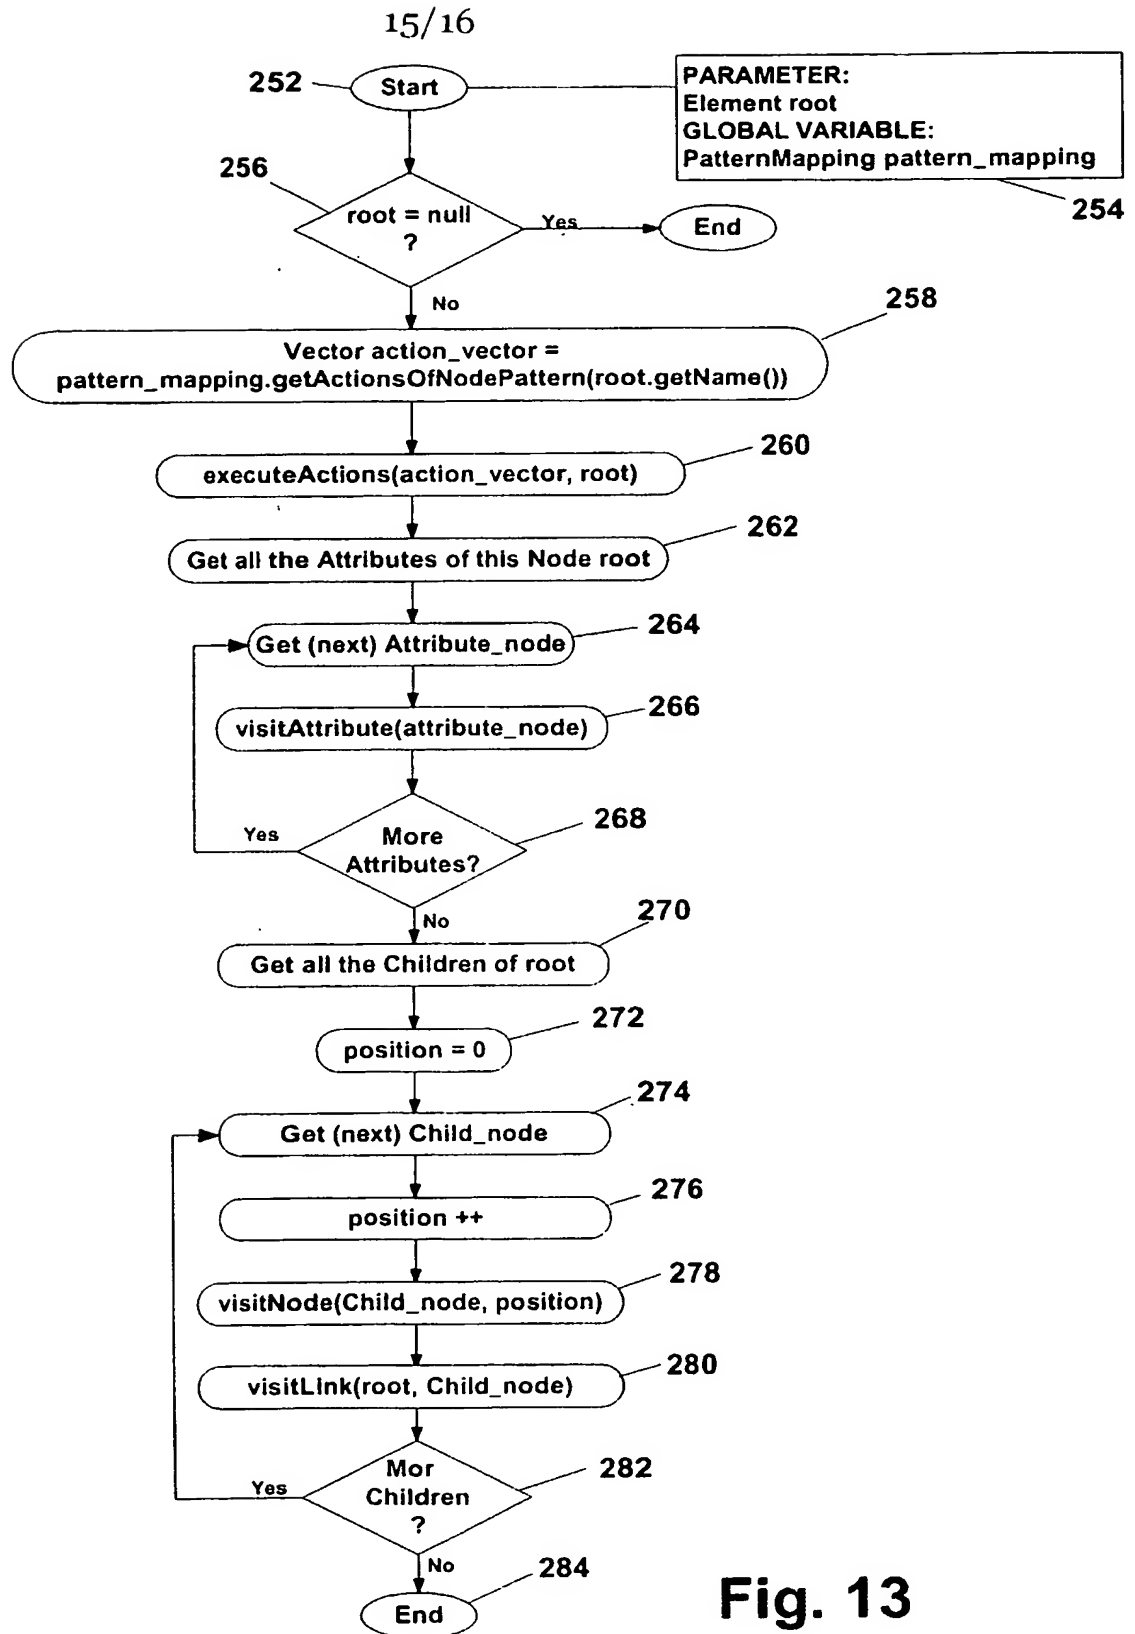 15/16
252
Start
PARAMETER:
Element root
GLOBAL VARIABLE:
PatternMapping pattern_mapping
254
256
root = null
?
Yes
End
No
258
Vector action_vector =
pattern_mapping.getActionsOfNodePattern(root.getName())
260
executeActions(action_vector, root)
262
Get all the Attributes of this Node root
264
Get (next) Attribute_node
266
visitAttribute(attribute_node)
268
More
Attributes?
Yes
No
270
Get all the Children of root
272
position = 0
274
Get (next) Child_node
276
position ++
278
visitNode(Child_node, position)
280
visitLink(root, Child_node)
282
Mor
Children
?
Yes
No
284
End
Fig. 13